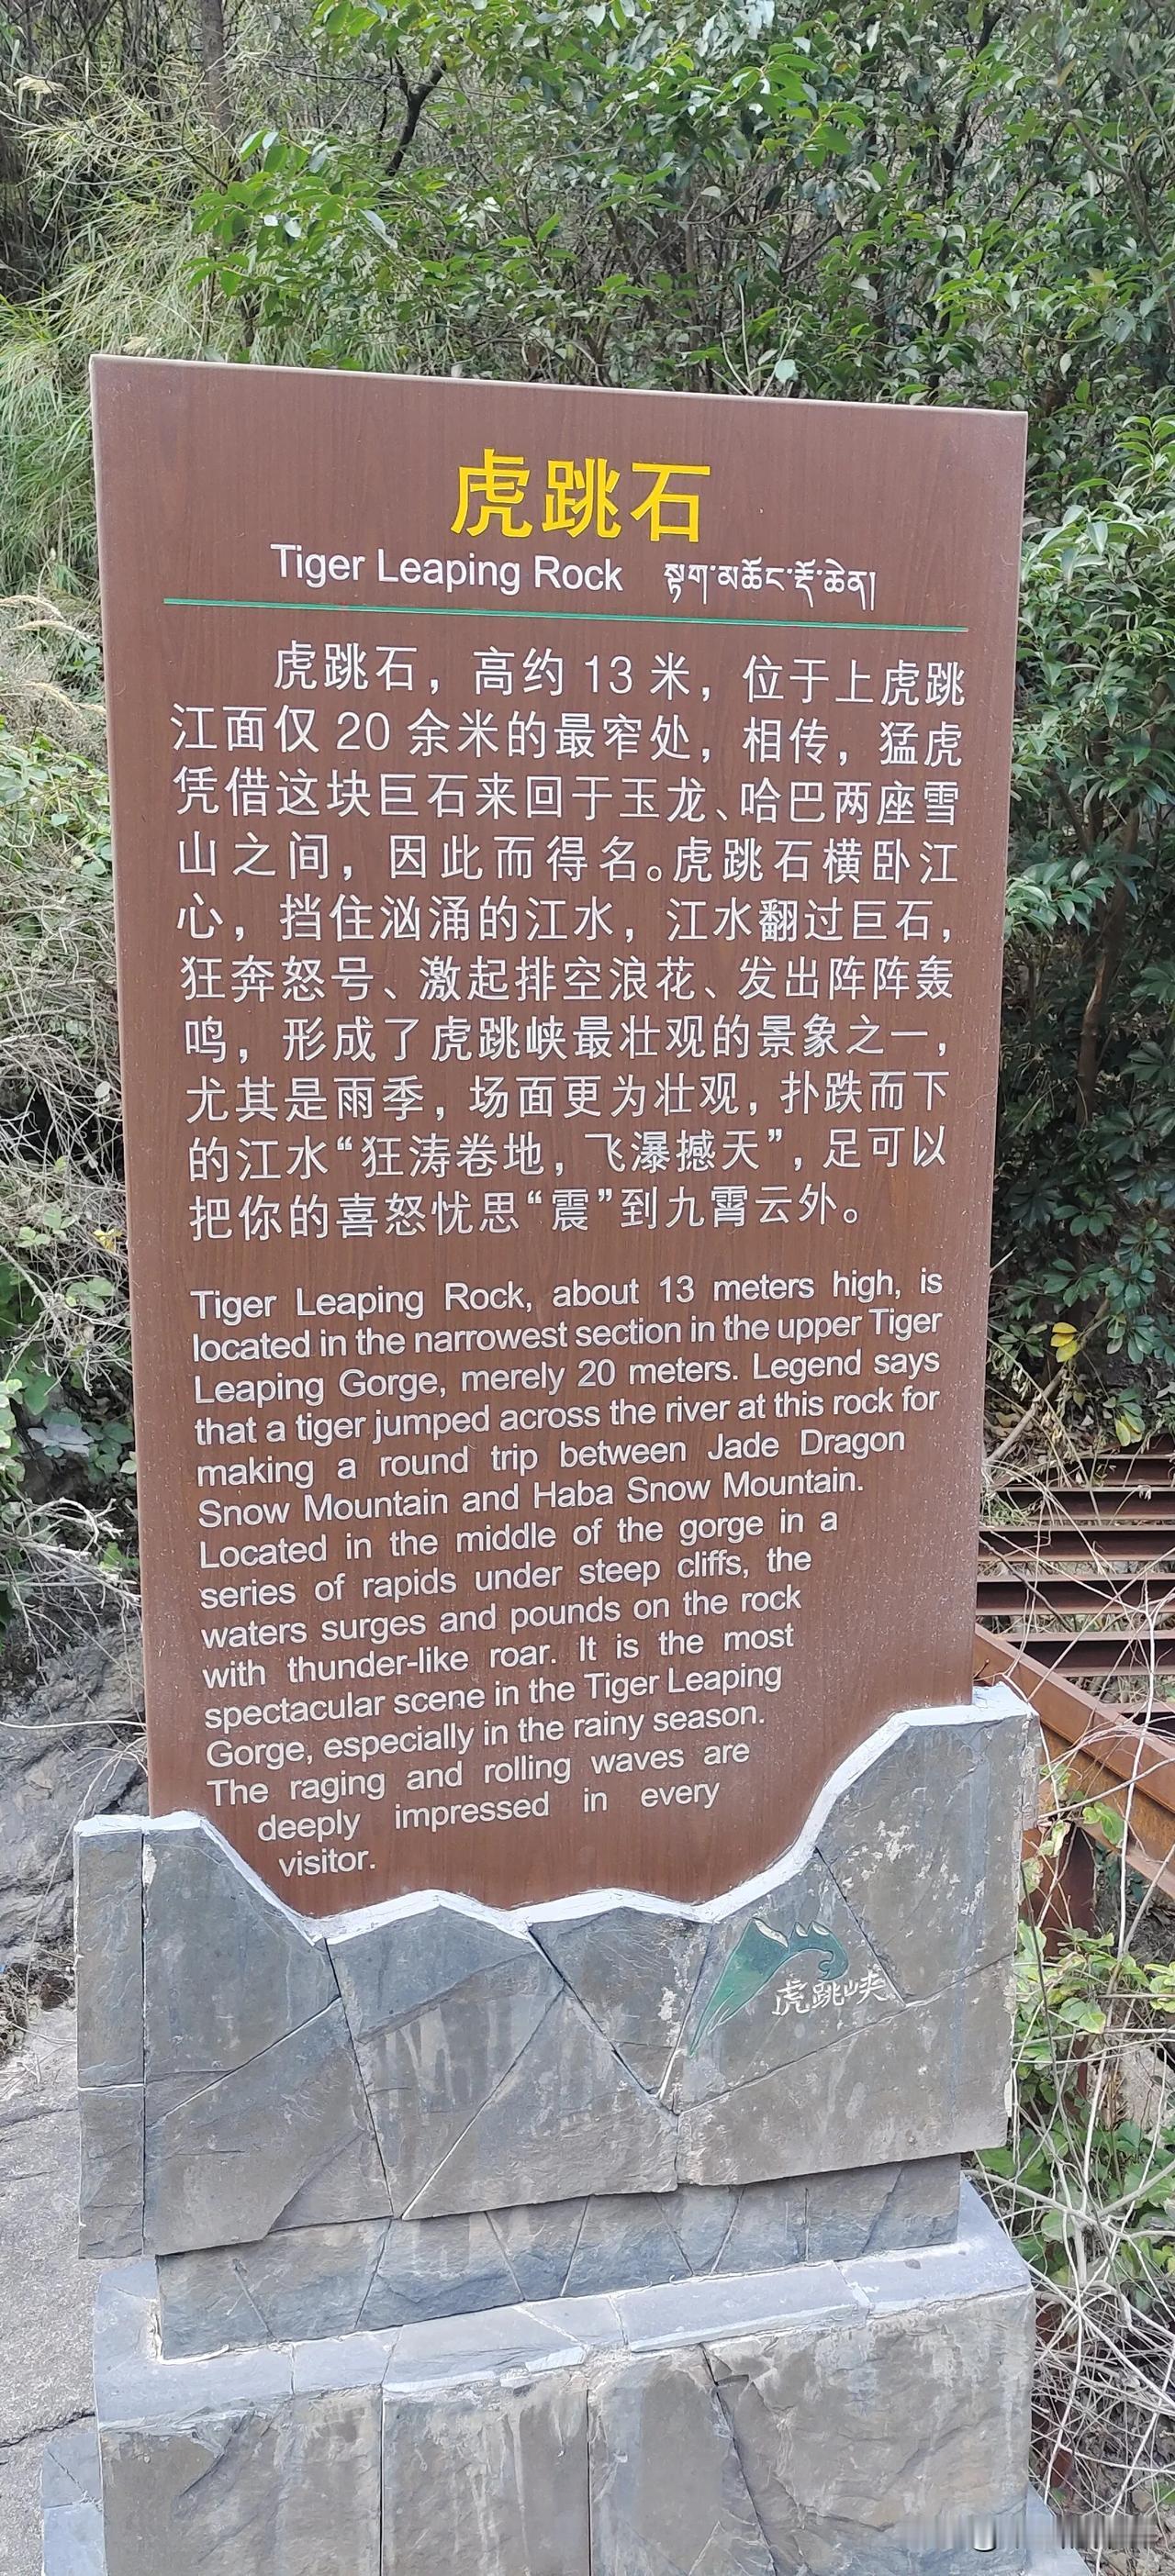 虎跳石
Tiger Leaping Rock སྟག་མཆོང་རྡོ་ཆེན།
虎跳石，高约13米，位于上虎跳
江面仅20余米的最窄处，相传，猛虎
凭借这块巨石来回于玉龙、哈巴两座雪
山之间，因此而得名。虎跳石横卧江
心，挡住汹涌的江水，江水翻过巨石，
狂奔怒号、激起排空浪花、发出阵阵轰
鸣，形成了虎跳峡最壮观的景象之一，
尤其是雨季，场面更为壮观，扑跌而下
的江水“狂涛卷地，飞瀑撼天”，足可以
把你的喜怒忧思“震”到九霄云外。
Tiger Leaping Rock, about 13 meters high, is
located in the narrowest section in the upper Tiger
Leaping Gorge, merely 20 meters. Legend says
that a tiger jumped across the river at this rock for
making a round trip between Jade Dragon
Snow Mountain and Haba Snow Mountain.
Located in the middle of the gorge in a
series of rapids under steep cliffs, the
waters surges and pounds on the rock
with thunder-like roar. It is the most
spectacular scene in the Tiger Leaping
Gorge, especially in the rainy season.
The raging and rolling waves are
deeply impressed in every
visitor.
虎跳峡